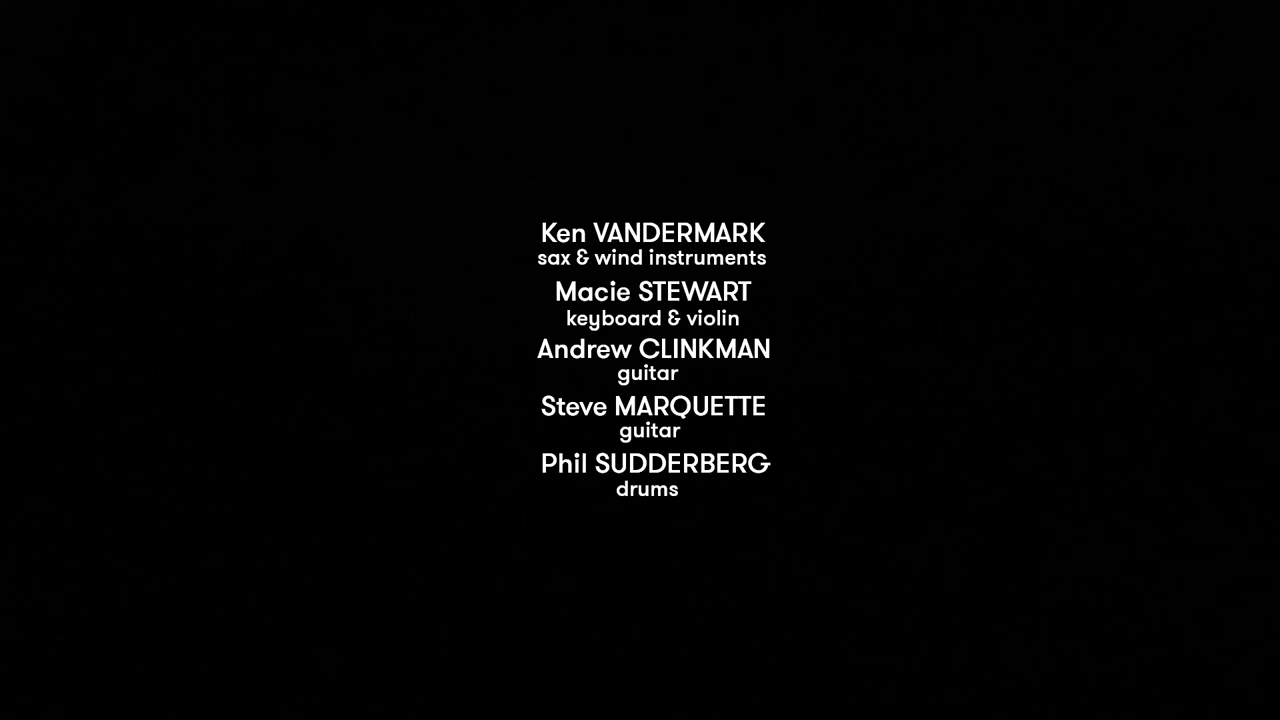 Ken VANDERMARK
sax & wind instruments
Macie STEWART
keyboard & violin
Andrew CLINKMAN
guitar
Steve MARQUETTE
guitar
Phil SUDDERBERG
drums